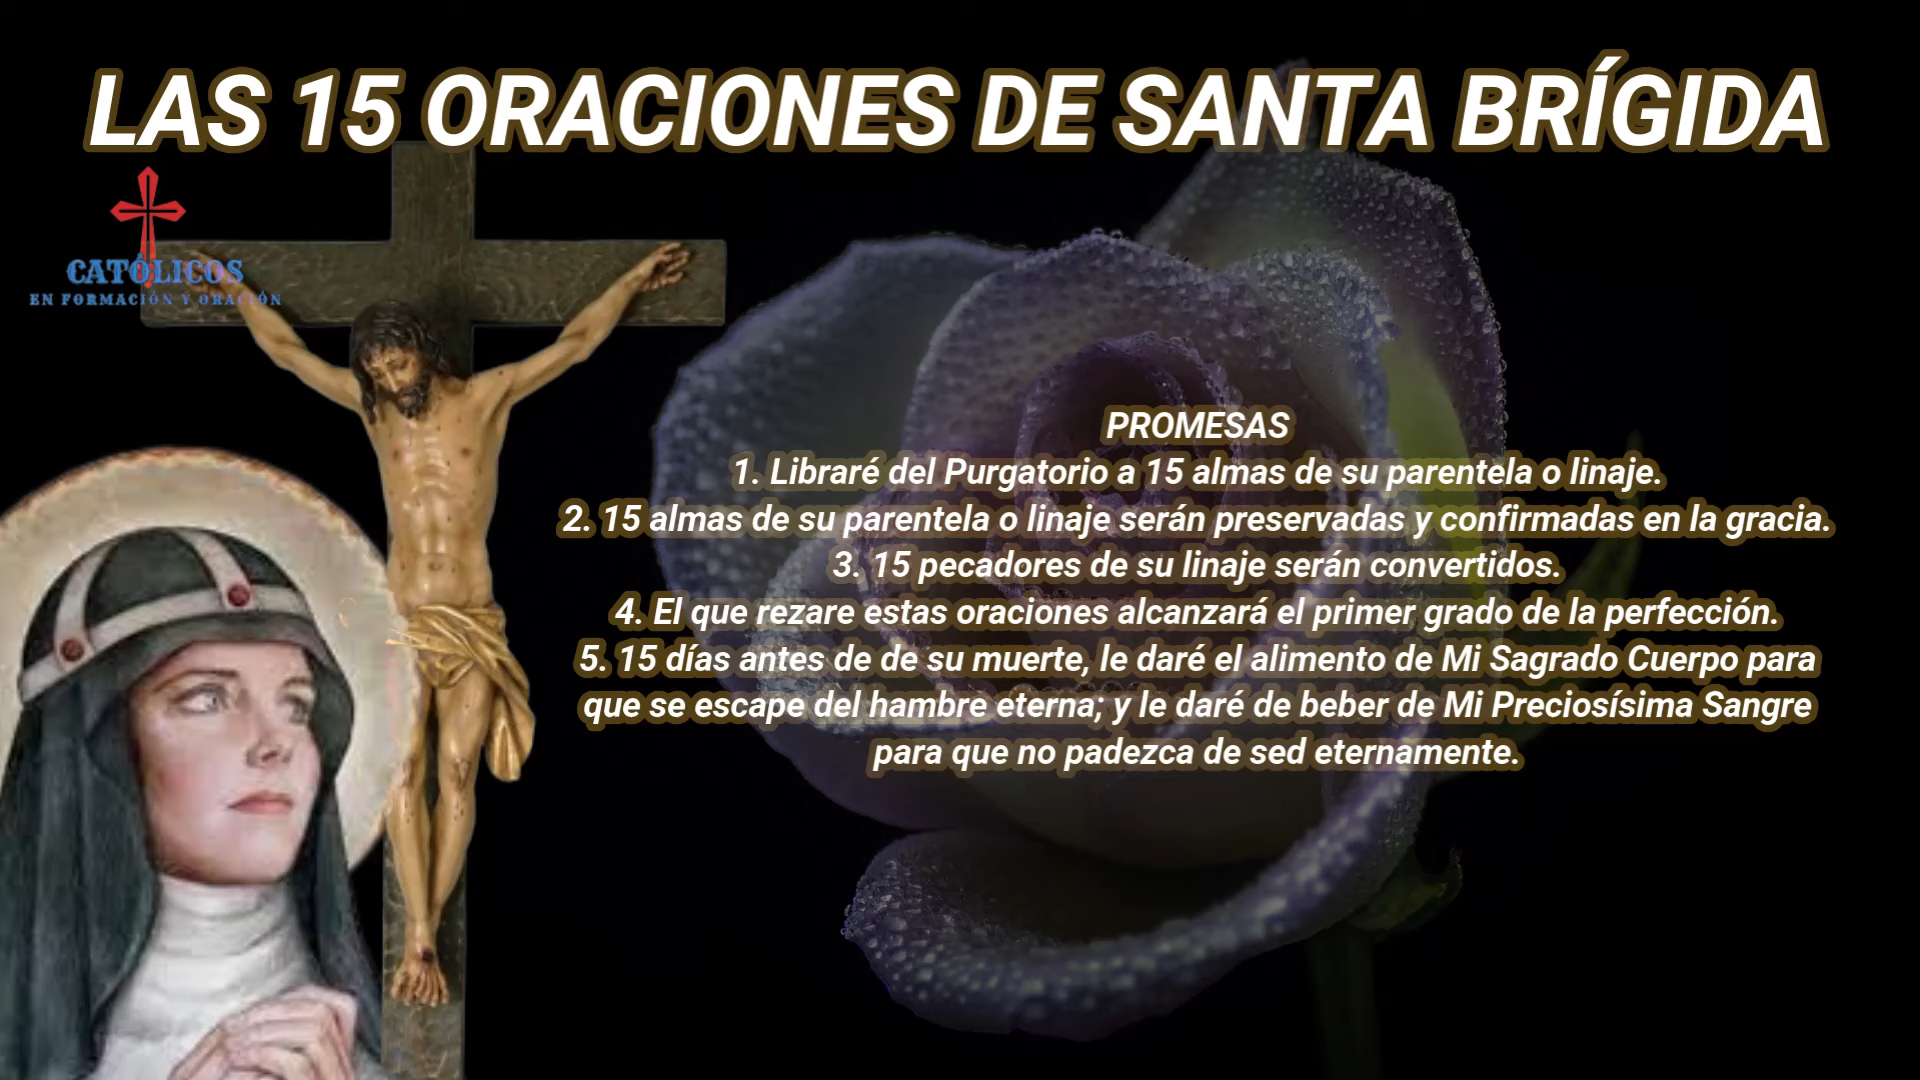 LAS 15 ORACIONES DE SANTA BRÍGIDA
CATÓLICOS
EN FORMACIÓN Y ORACIÓN
PROMESAS
1. Libraré del Purgatorio a 15 almas de su parentela o linaje.
2. 15 almas de su parentela o linaje serán preservadas y confirmadas en la gracia.
3. 15 pecadores de su linaje serán convertidos.
4. El que rezare estas oraciones alcanzará el primer grado de la perfección.
5. 15 días antes de de su muerte, le daré el alimento de Mi Sagrado Cuerpo para
que se escape del hambre eterna; y le daré de beber de Mi Preciosísima Sangre
para que no padezca de sed eternamente.